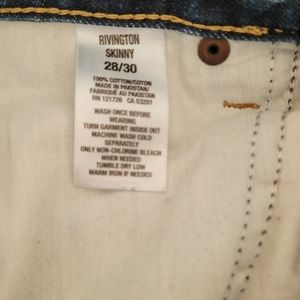 RIVINGTON
SKINNY
28/30
100% COTTON/COTON
MADE IN PAKISTAN/
FABRIQUÉ AU PAKISTAN
RN 121726 CA 53201
WASH ONCE BEFORE
WEARING
TURN GARMENT INSIDE OUT
MACHINE WASH COLD
SEPARATELY
ONLY NON-CHLORINE BLEACH
WHEN NEEDED
TUMBLE DRY LOW
WARM IRON IF NEEDED